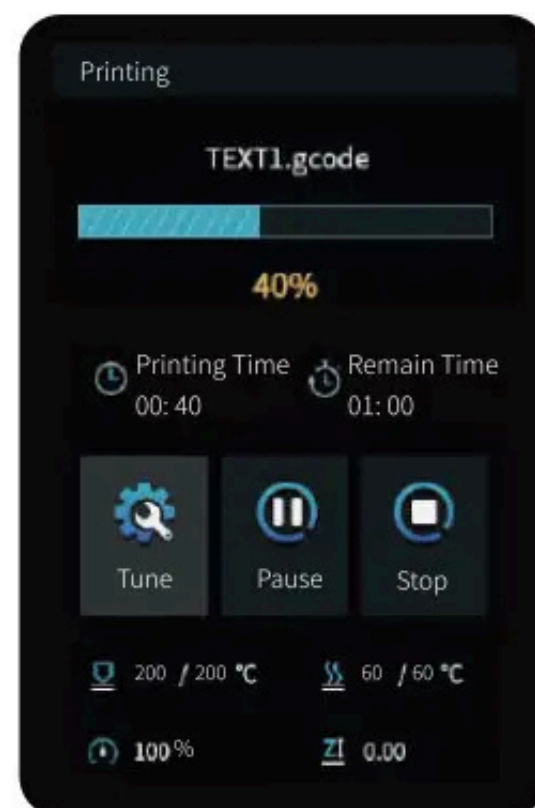 Printing
TEXT1.gcode
40%
Printing Time Remain Time
00: 40 01: 00
Tune Pause Stop
200 / 200 °C 60 / 60 °C
100% Z 0.00